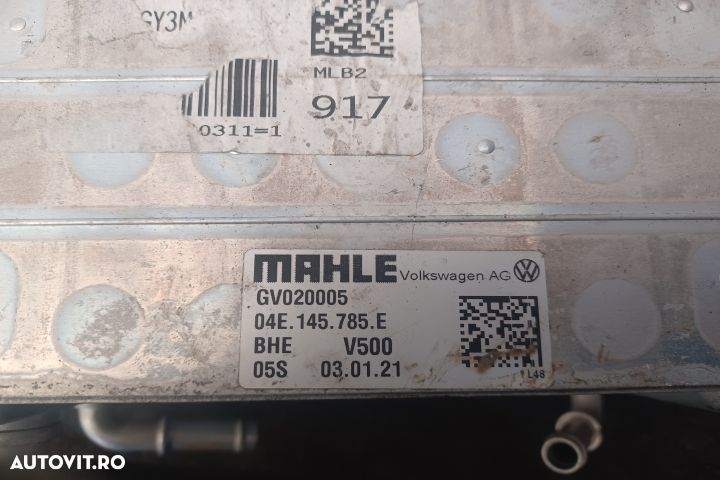 GY3M
MLB2
917
0311=1
MAHLE Volkswagen AG
GV020005
04E.145.785.E
BHE V500
05S 03.01.21
L48
AUTOVIT.RO